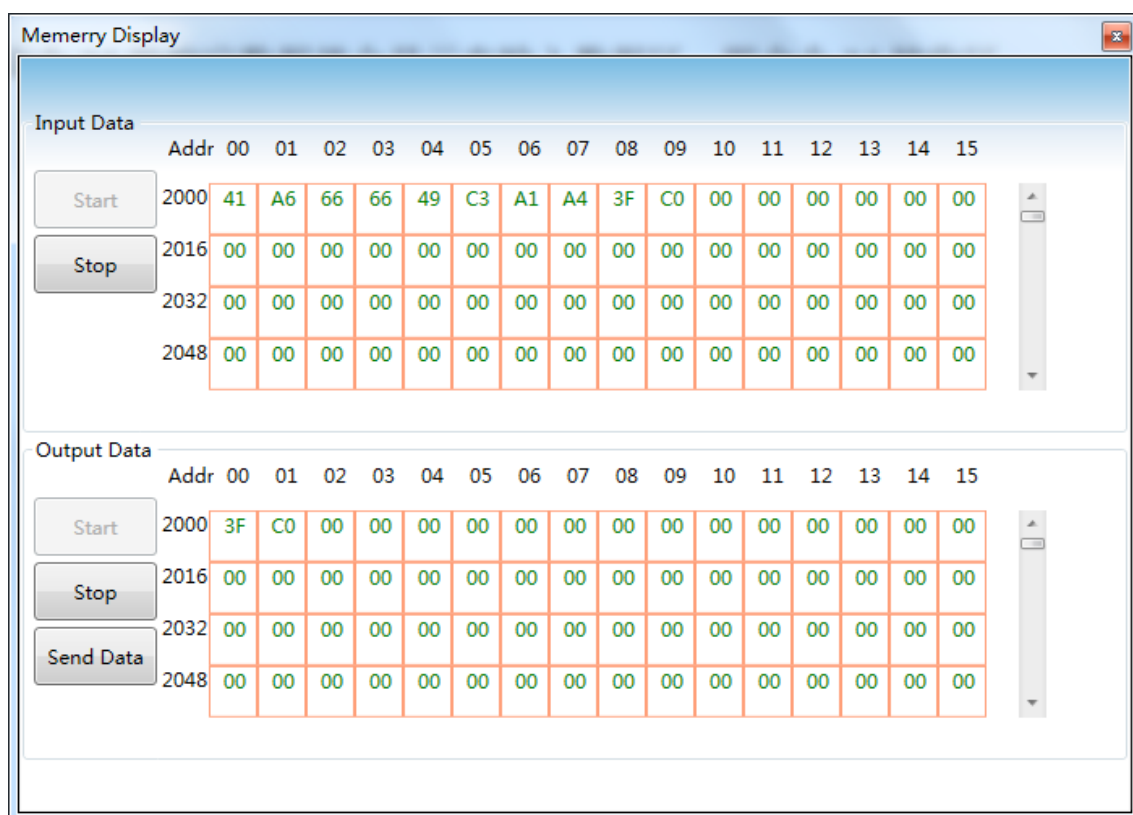 Memerry Display
Input Data
Addr 00 01 02 03 04 05 06 07 08 09 10 11 12 13 14 15
Start 2000 41 A6 66 66 49 C3 A1 A4 3F C0 00 00 00 00 00 00
Stop 2016 00 00 00 00 00 00 00 00 00 00 00 00 00 00 00 00
2032 00 00 00 00 00 00 00 00 00 00 00 00 00 00 00 00
2048 00 00 00 00 00 00 00 00 00 00 00 00 00 00 00 00
Output Data
Addr 00 01 02 03 04 05 06 07 08 09 10 11 12 13 14 15
Start 2000 3F C0 00 00 00 00 00 00 00 00 00 00 00 00 00 00
Stop 2016 00 00 00 00 00 00 00 00 00 00 00 00 00 00 00 00
2032 00 00 00 00 00 00 00 00 00 00 00 00 00 00 00 00
Send Data
2048 00 00 00 00 00 00 00 00 00 00 00 00 00 00 00 00